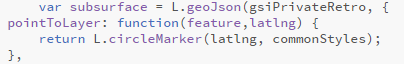 var subsurface = L.geoJson(gsiPrivateRetro, {
pointToLayer: function(feature,latlng) {
return L.circleMarker(latlng, commonStyles);
},